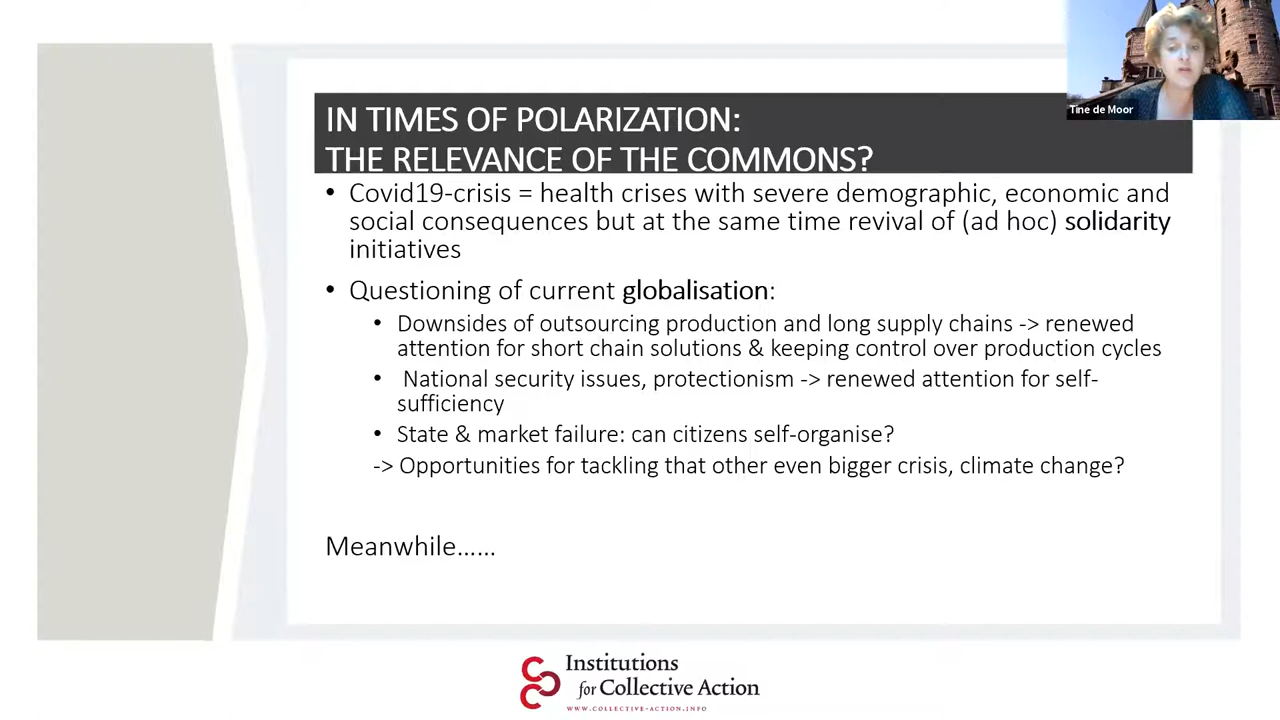 Tine de Moor
IN TIMES OF POLARIZATION:
THE RELEVANCE OF THE COMMONS?
• Covid19-crisis = health crises with severe demographic, economic and
social consequences but at the same time revival of (ad hoc) solidarity
initiatives
• Questioning of current globalisation:
• Downsides of outsourcing production and long supply chains -> renewed
attention for short chain solutions & keeping control over production cycles
• National security issues, protectionism -> renewed attention for self-
sufficiency
• State & market failure: can citizens self-organise?
-> Opportunities for tackling that other even bigger crisis, climate change?
Meanwhile……
Institutions
for Collective Action
WWW.COLLECTIVE-ACTION.INFO